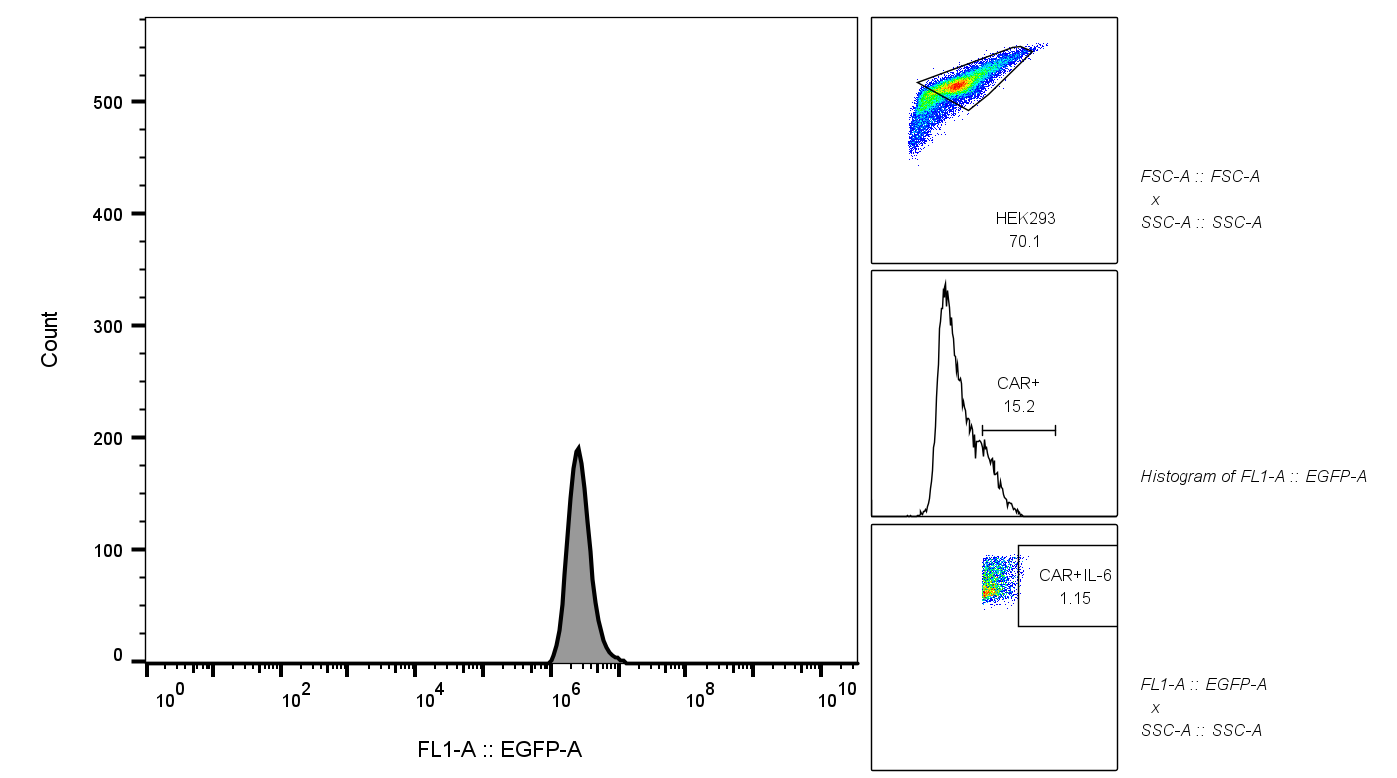 500
400
300
200
100
0
Count
10^0
10^2
10^4
10^6
10^8
10^10
FL1-A :: EGFP-A
HEK293
70.1
FSC-A :: FSC-A
x
SSC-A :: SSC-A
CAR+
15.2
Histogram of FL1-A :: EGFP-A
CAR+IL-6
1.15
FL1-A :: EGFP-A
x
SSC-A :: SSC-A